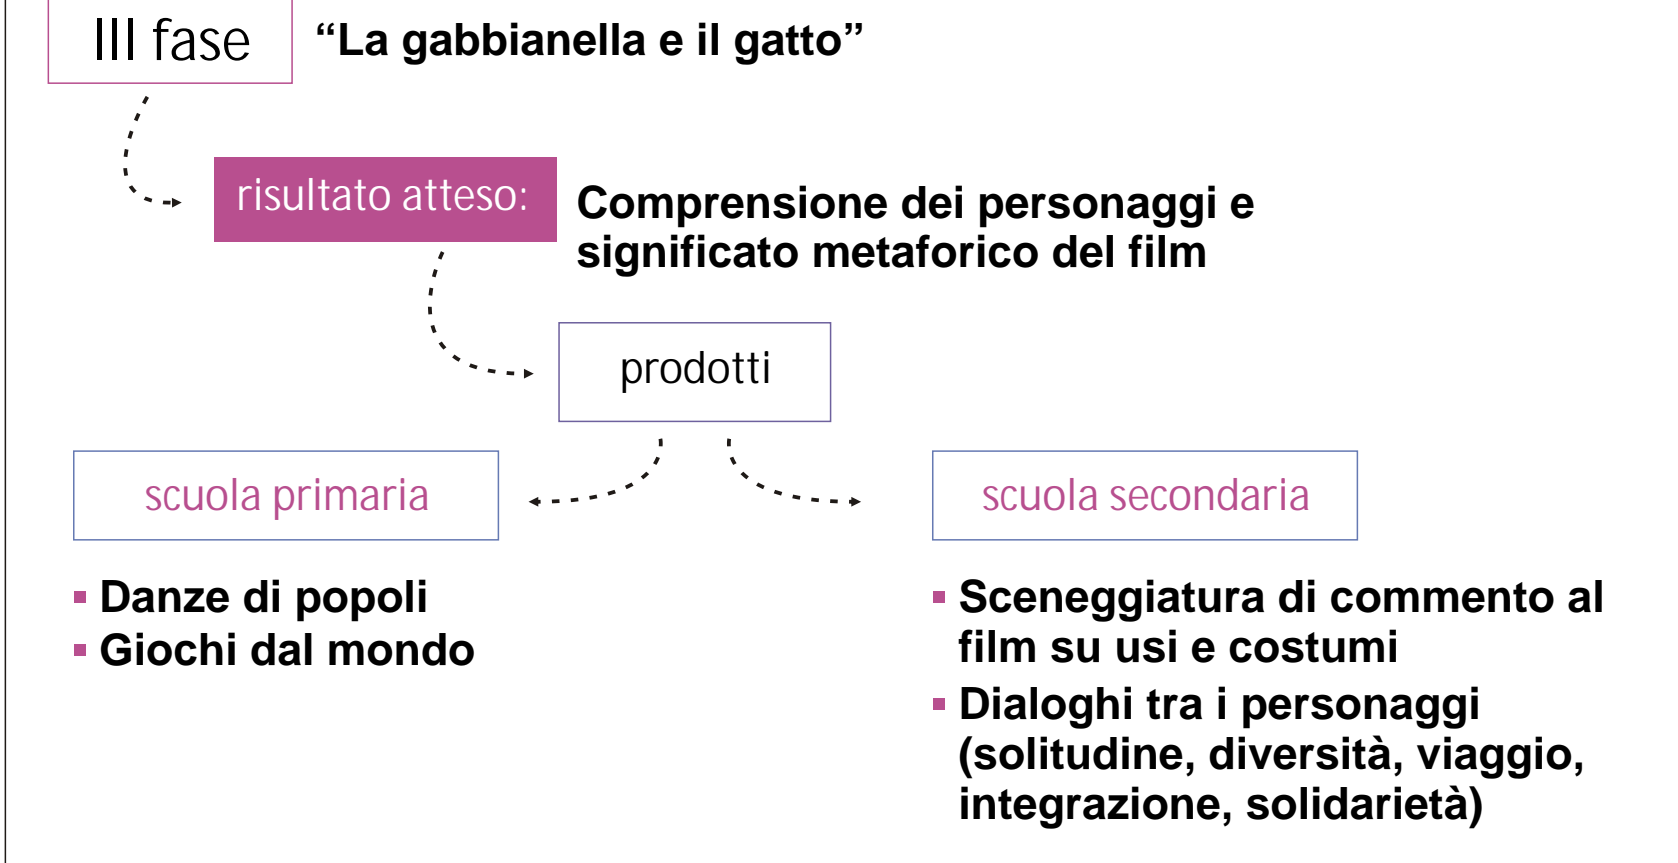 III fase
“La gabbianella e il gatto”
risultato atteso:
Comprensione dei personaggi e
significato metaforico del film
prodotti
scuola primaria
▪ Danze di popoli
▪ Giochi dal mondo
scuola secondaria
▪ Sceneggiatura di commento al
film su usi e costumi
▪ Dialoghi tra i personaggi
(solitudine, diversità, viaggio,
integrazione, solidarietà)